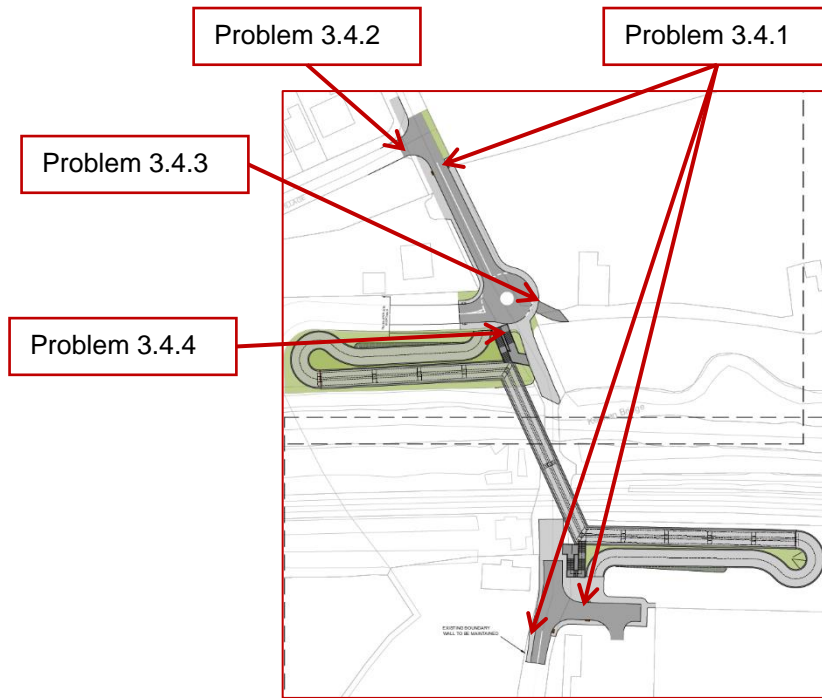 Problem 3.4.2
Problem 3.4.1
Problem 3.4.3
Problem 3.4.4
EXISTING BOUNDARY
WALL TO BE MAINTAINED